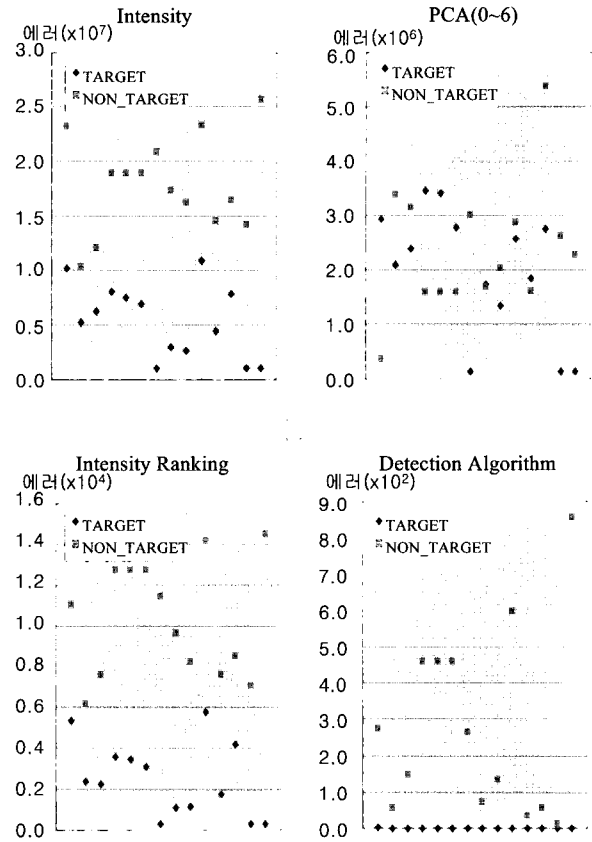 Intensity
에러(x10⁷)
3.0
◆ TARGET
NON_TARGET
2.5
2.0
1.5
1.0
0.5
0.0
PCA(0~6)
에러(x10⁶)
6.0
◆ TARGET
NON_TARGET
5.0
4.0
3.0
2.0
1.0
0.0
Intensity Ranking
에러(x10⁴)
1.6
◆ TARGET
NON_TARGET
1.4
1.2
1.0
0.8
0.6
0.4
0.2
0.0
Detection Algorithm
에러(x10²)
9.0
◆ TARGET
NON_TARGET
8.0
7.0
6.0
5.0
4.0
3.0
2.0
1.0
0.0